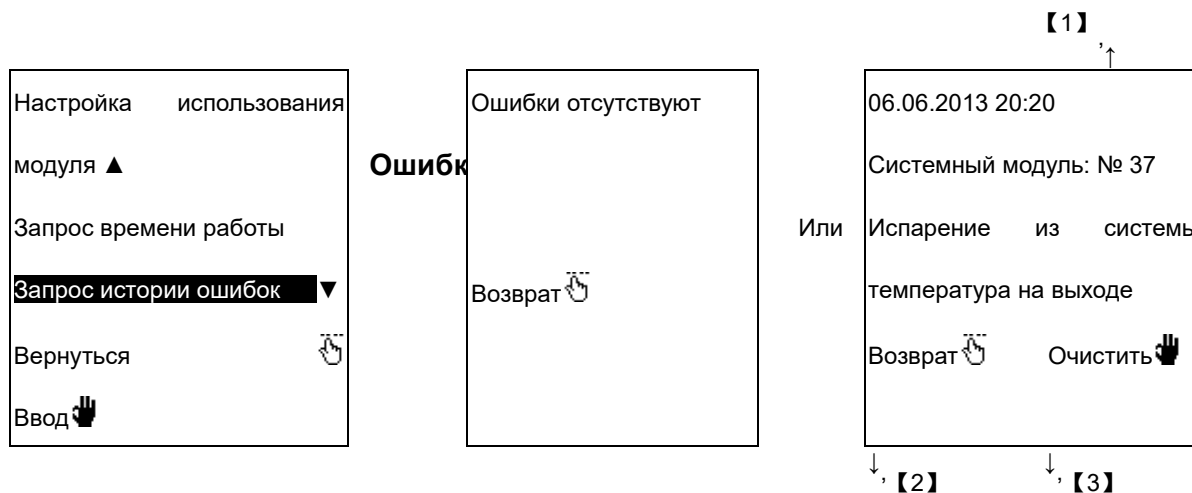 【1】
,↑
Настройка использования
модуля ▲
Запрос времени работы
Запрос истории ошибок ▼
Вернуться
Ввод
Ошибк
Ошибки отсутствуют
Возврат
Или
06.06.2013 20:20
Системный модуль: № 37
Испарение из системы
температура на выходе
Возврат Очистить
↓, 【2】 ↓, 【3】